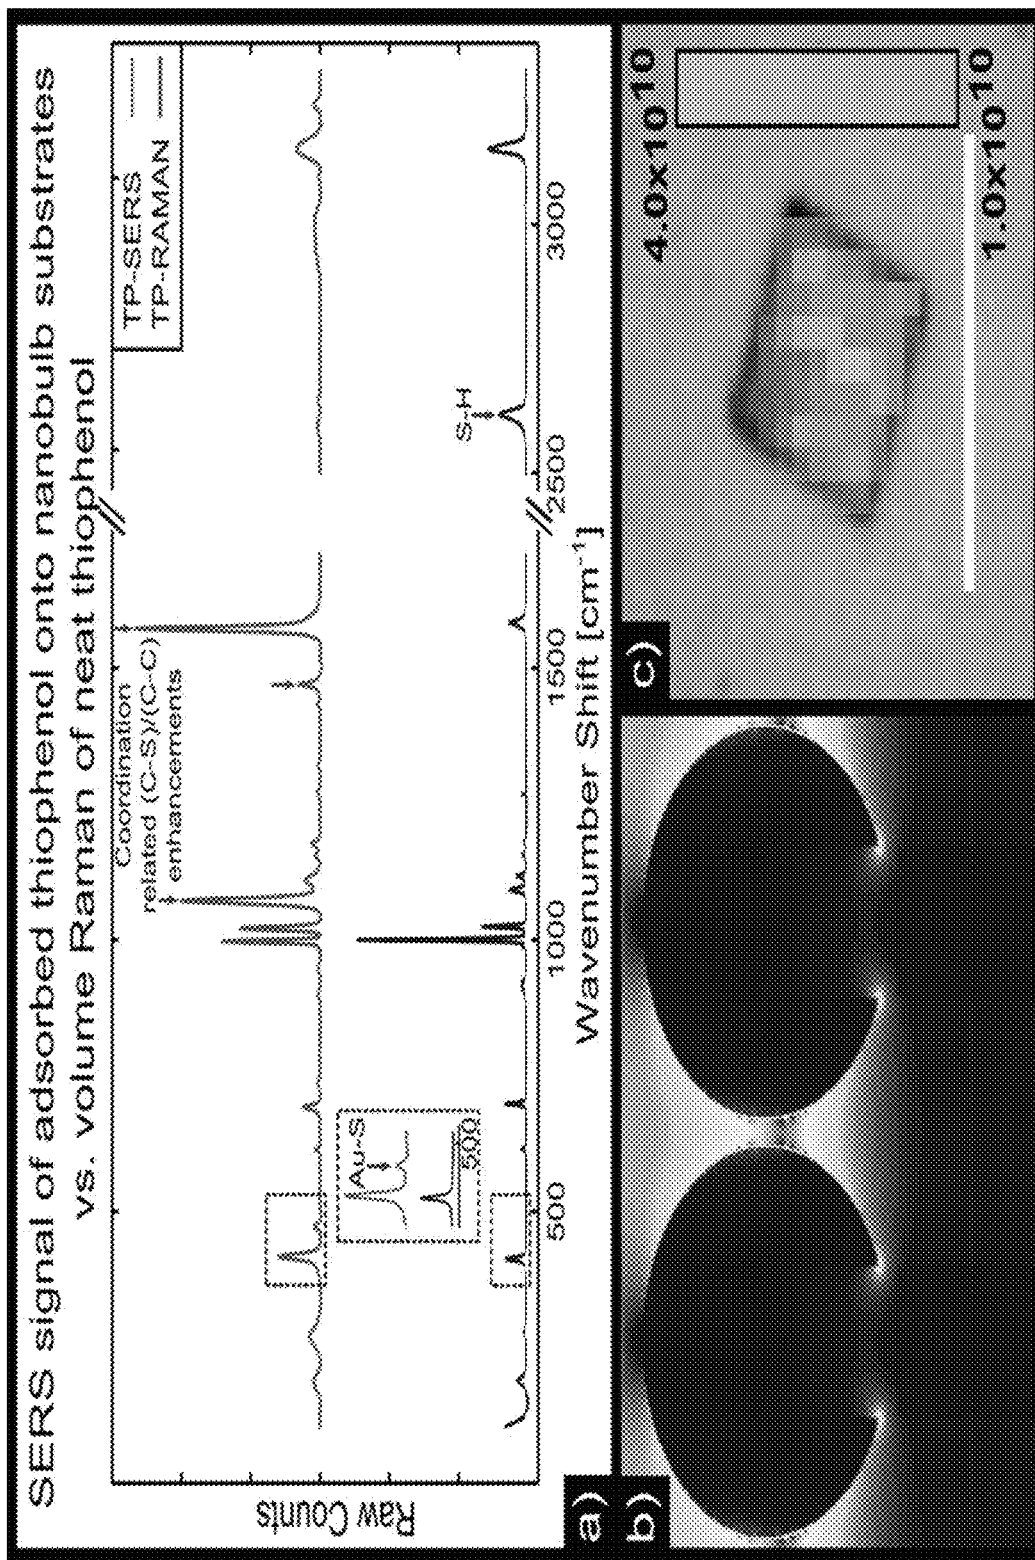 SERS signal of adsorbed thiophenol onto nanobulb substrates
vs. volume Raman of neat thiophenol
TP-SERS
TP-RAMAN
Coordination
related (C-S)/(C-C)
enhancements
Au-S
500
S-H
Raw Counts
500
1000
1500
2500
3000
Wavenumber Shift [cm⁻¹]
a)
b)
c)
4.0x10¹⁰
1.0x10¹⁰